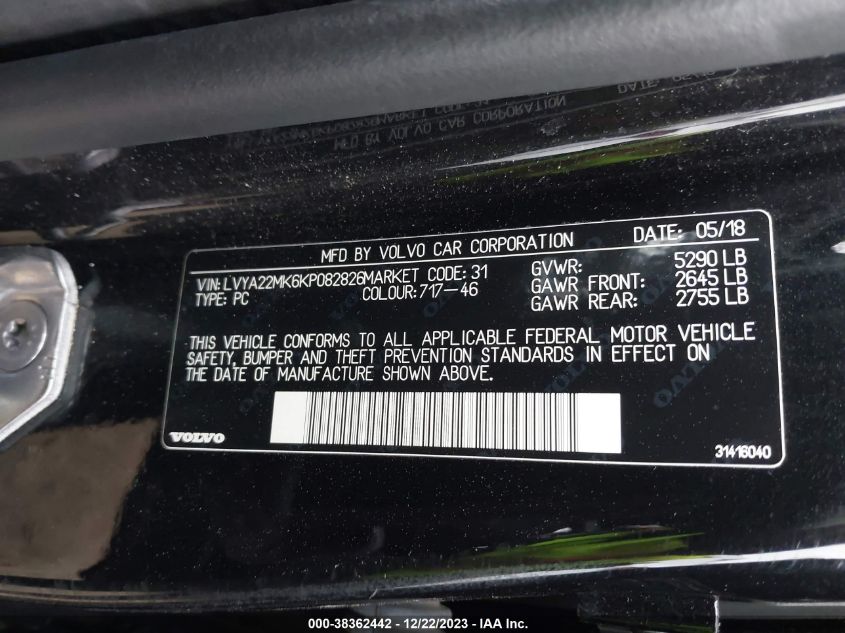 MFD BY VOLVO CAR CORPORATION DATE: 05/18
VIN: LVYA22MK6KP082826 MARKET CODE: 31 GVWR: 5290 LB
TYPE: PC COLOUR: 717-46 GAWR FRONT: 2645 LB
GAWR REAR: 2755 LB
THIS VEHICLE CONFORMS TO ALL APPLICABLE FEDERAL MOTOR VEHICLE
SAFETY, BUMPER AND THEFT PREVENTION STANDARDS IN EFFECT ON
THE DATE OF MANUFACTURE SHOWN ABOVE.
VOLVO
31416040
000-38362442 - 12/22/2023 - IAA Inc.